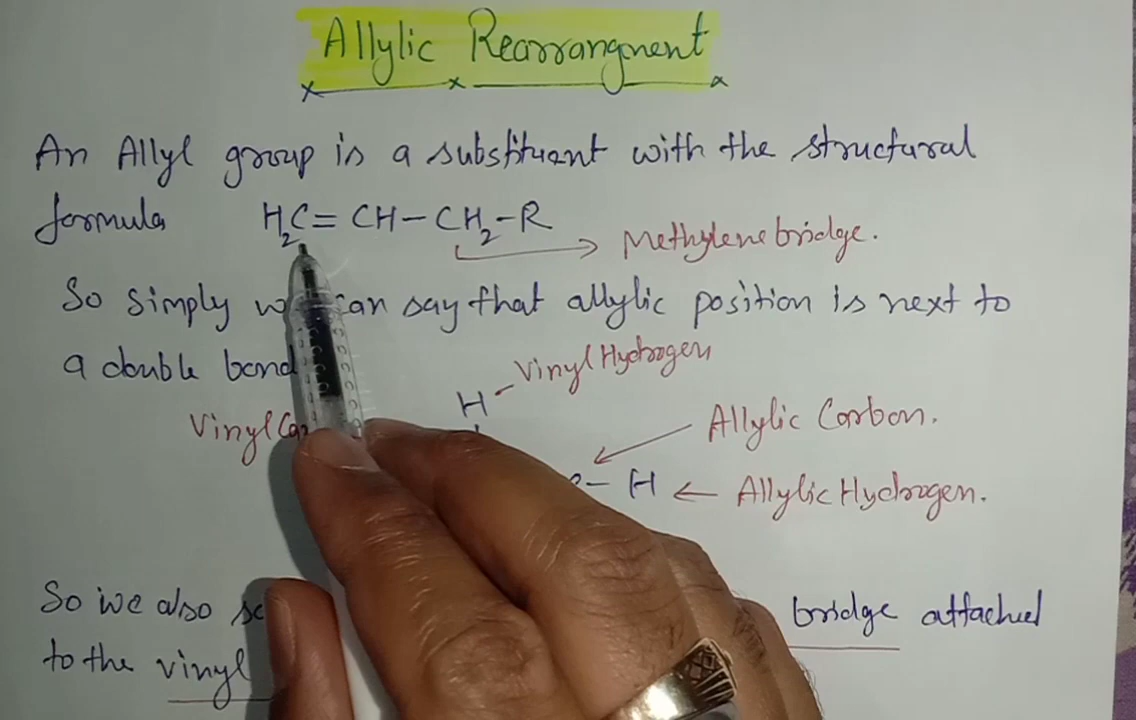 Allylic Rearrangment
An Allyl group is a substituent with the structural
formula H₂C=CH-CH₂-R
Methylene bridge.
So simply can say that allylic position is next to
a double bond
H - Vinyl Hydrogen
Vinyl
Allylic Carbon.
- H ← Allylic Hydrogen.
So we also bridge attached
to the vinyl